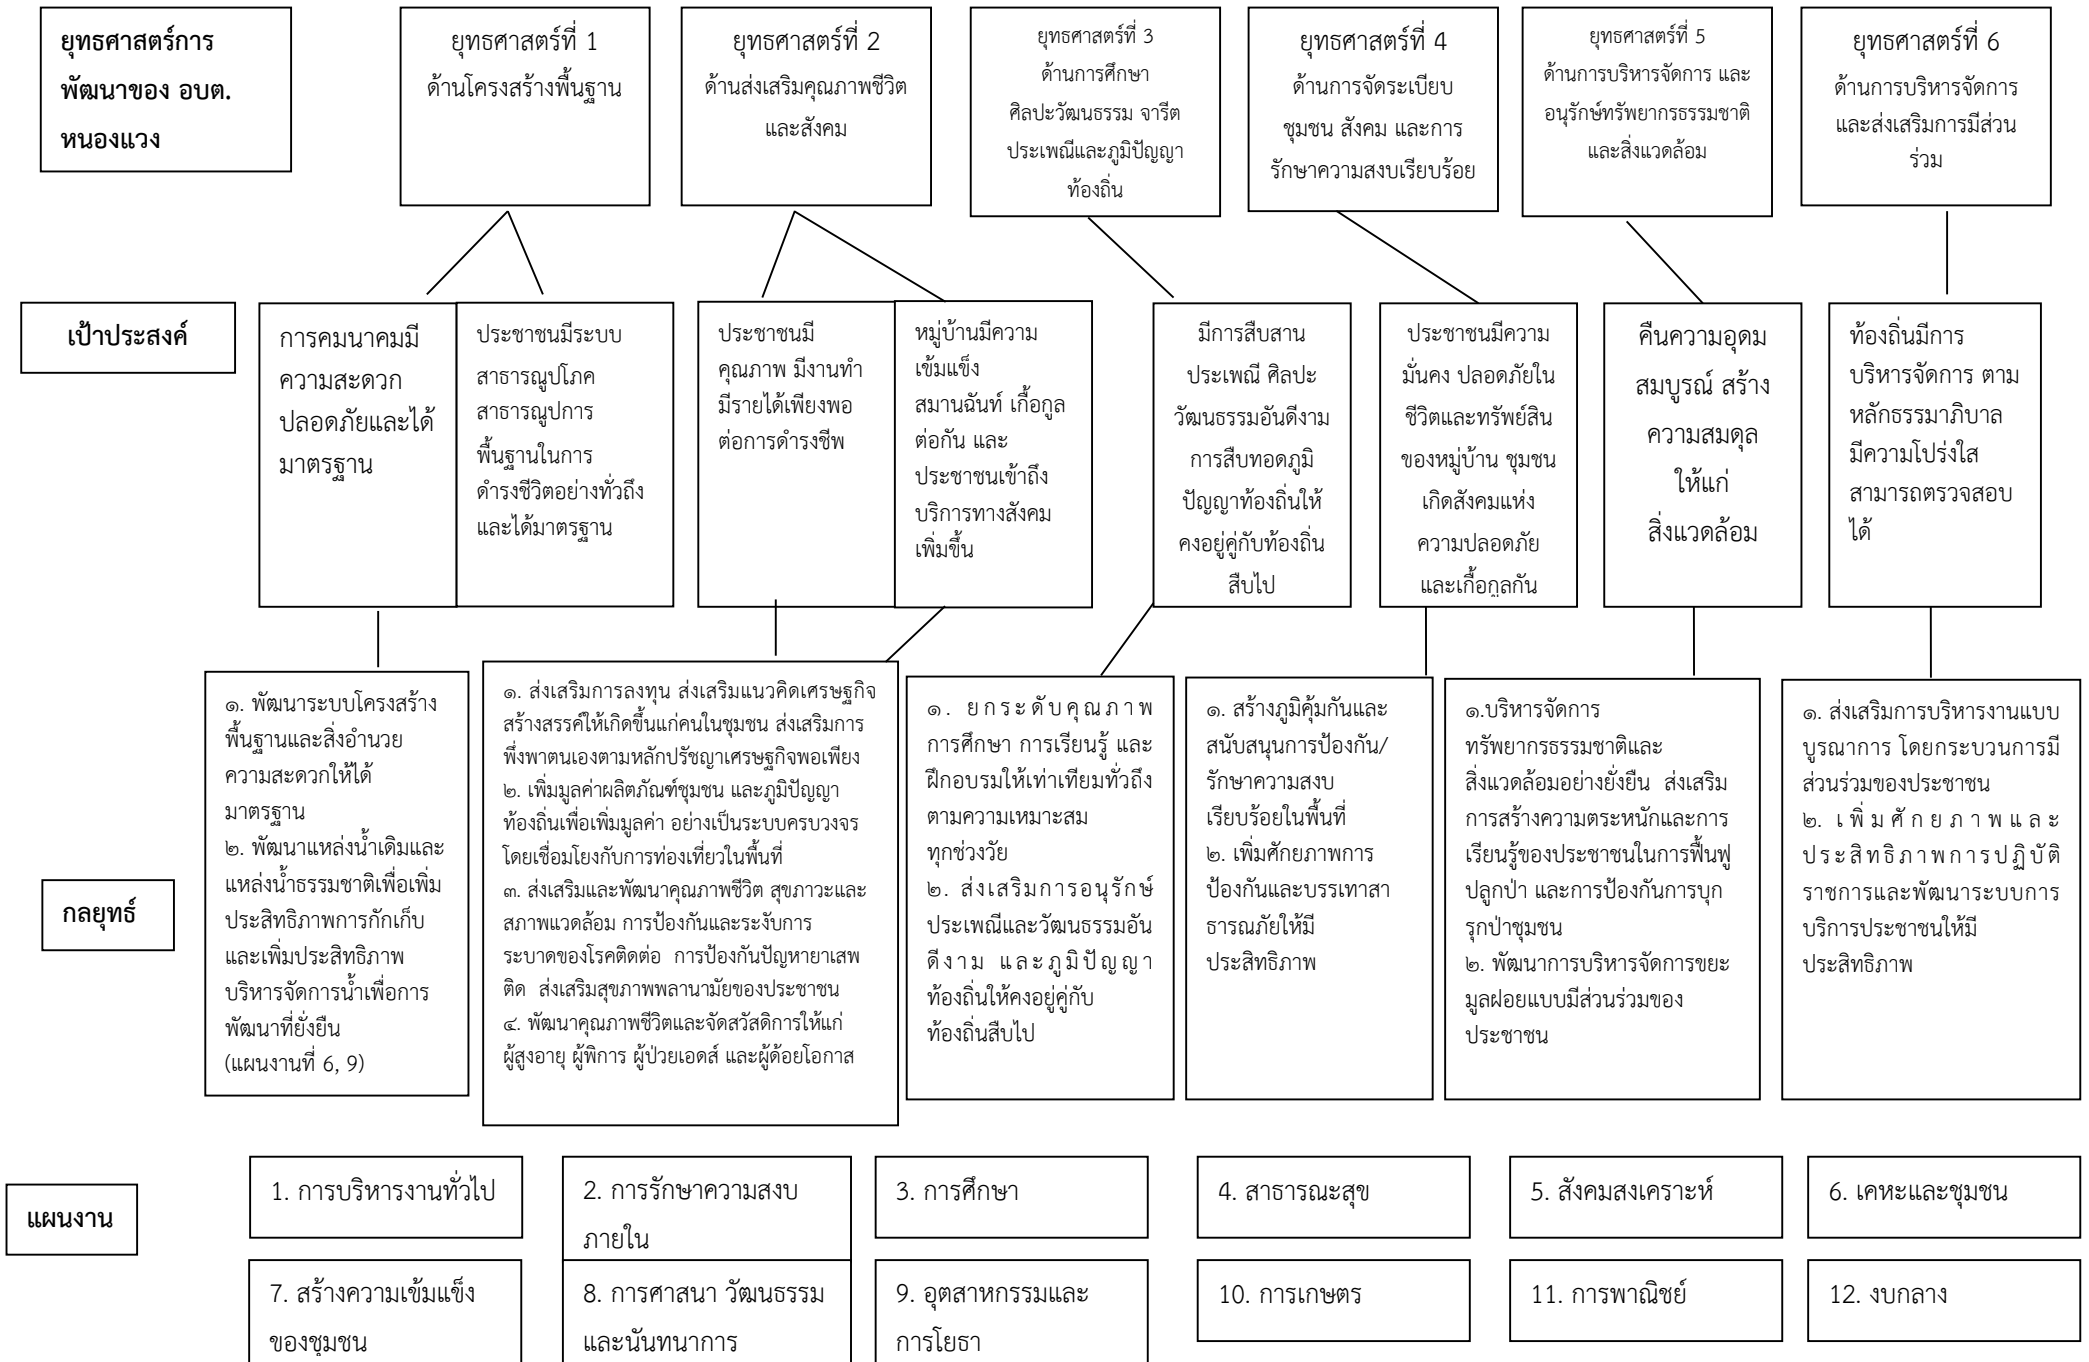 ยุทธศาสตร์การ
พัฒนาของ อบต.
หนองแวง
ยุทธศาสตร์ที่ 1
ด้านโครงสร้างพื้นฐาน
ยุทธศาสตร์ที่ 2
ด้านส่งเสริมคุณภาพชีวิต
และสังคม
ยุทธศาสตร์ที่ 3
ด้านการศึกษา
ศิลปะวัฒนธรรม จารีต
ประเพณีและภูมิปัญญา
ท้องถิ่น
ยุทธศาสตร์ที่ 4
ด้านการจัดระเบียบ
ชุมชน สังคม และการ
รักษาความสงบเรียบร้อย
ยุทธศาสตร์ที่ 5
ด้านการบริหารจัดการ และ
อนุรักษ์ทรัพยากรธรรมชาติ
และสิ่งแวดล้อม
ยุทธศาสตร์ที่ 6
ด้านการบริหารจัดการ
และส่งเสริมการมีส่วน
ร่วม
เป้าประสงค์
การคมนาคมมี
ความสะดวก
ปลอดภัยและได้
มาตรฐาน
ประชาชนมีระบบ
สาธารณูปโภค
สาธารณูปการ
พื้นฐานในการ
ดำรงชีวิตอย่างทั่วถึง
และได้มาตรฐาน
ประชาชนมี
คุณภาพ มีงานทำ
มีรายได้เพียงพอ
ต่อการดำรงชีพ
หมู่บ้านมีความ
เข้มแข็ง
สมานฉันท์ เกื้อกูล
ต่อกัน และ
ประชาชนเข้าถึง
บริการทางสังคม
เพิ่มขึ้น
มีการสืบสาน
ประเพณี ศิลปะ
วัฒนธรรมอันดีงาม
การสืบทอดภูมิ
ปัญญาท้องถิ่นให้
คงอยู่คู่กับท้องถิ่น
สืบไป
ประชาชนมีความ
มั่นคง ปลอดภัยใน
ชีวิตและทรัพย์สิน
ของหมู่บ้าน ชุมชน
เกิดสังคมแห่ง
ความปลอดภัย
และเกื้อกูลกัน
คืนความอุดม
สมบูรณ์ สร้าง
ความสมดุล
ให้แก่
สิ่งแวดล้อม
ท้องถิ่นมีการ
บริหารจัดการ ตาม
หลักธรรมาภิบาล
มีความโปร่งใส
สามารถตรวจสอบ
ได้
กลยุทธ์
๑. พัฒนาระบบโครงสร้าง
พื้นฐานและสิ่งอำนวย
ความสะดวกให้ได้
มาตรฐาน
๒. พัฒนาแหล่งน้ำเดิมและ
แหล่งน้ำธรรมชาติเพื่อเพิ่ม
ประสิทธิภาพการกักเก็บ
และเพิ่มประสิทธิภาพ
บริหารจัดการน้ำเพื่อการ
พัฒนาที่ยั่งยืน
(แผนงานที่ 6, 9)
๑. ส่งเสริมการลงทุน ส่งเสริมแนวคิดเศรษฐกิจ
สร้างสรรค์ให้เกิดขึ้นแก่คนในชุมชน ส่งเสริมการ
พึ่งพาตนเองตามหลักปรัชญาเศรษฐกิจพอเพียง
๒. เพิ่มมูลค่าผลิตภัณฑ์ชุมชน และภูมิปัญญา
ท้องถิ่นเพื่อเพิ่มมูลค่า อย่างเป็นระบบครบวงจร
โดยเชื่อมโยงกับการท่องเที่ยวในพื้นที่
๓. ส่งเสริมและพัฒนาคุณภาพชีวิต สุขภาวะและ
สภาพแวดล้อม การป้องกันและระงับการ
ระบาดของโรคติดต่อ การป้องกันปัญหายาเสพ
ติด ส่งเสริมสุขภาพพลานามัยของประชาชน
๔. พัฒนาคุณภาพชีวิตและจัดสวัสดิการให้แก่
ผู้สูงอายุ ผู้พิการ ผู้ป่วยเอดส์ และผู้ด้อยโอกาส
๑. ยกระดับคุณภาพ
การศึกษา การเรียนรู้ และ
ฝึกอบรมให้เท่าเทียมทั่วถึง
ตามความเหมาะสม
ทุกช่วงวัย
๒. ส่งเสริมการอนุรักษ์
ประเพณีและวัฒนธรรมอัน
ดีงาม และภูมิปัญญา
ท้องถิ่นให้คงอยู่คู่กับ
ท้องถิ่นสืบไป
๑. สร้างภูมิคุ้มกันและ
สนับสนุนการป้องกัน/
รักษาความสงบ
เรียบร้อยในพื้นที่
๒. เพิ่มศักยภาพการ
ป้องกันและบรรเทาสา
ธารณภัยให้มี
ประสิทธิภาพ
๑.บริหารจัดการ
ทรัพยากรธรรมชาติและ
สิ่งแวดล้อมอย่างยั่งยืน ส่งเสริม
การสร้างความตระหนักและการ
เรียนรู้ของประชาชนในการฟื้นฟู
ปลูกป่า และการป้องกันการบุก
รุกป่าชุมชน
๒. พัฒนาการบริหารจัดการขยะ
มูลฝอยแบบมีส่วนร่วมของ
ประชาชน
๑. ส่งเสริมการบริหารงานแบบ
บูรณาการ โดยกระบวนการมี
ส่วนร่วมของประชาชน
๒. เพิ่มศักยภาพและ
ประสิทธิภาพการปฏิบัติ
ราชการและพัฒนาระบบการ
บริการประชาชนให้มี
ประสิทธิภาพ
แผนงาน
1. การบริหารงานทั่วไป
2. การรักษาความสงบ
ภายใน
3. การศึกษา
4. สาธารณะสุข
5. สังคมสงเคราะห์
6. เคหะและชุมชน
7. สร้างความเข้มแข็ง
ของชุมชน
8. การศาสนา วัฒนธรรม
และนันทนาการ
9. อุตสาหกรรมและ
การโยธา
10. การเกษตร
11. การพาณิชย์
12. งบกลาง